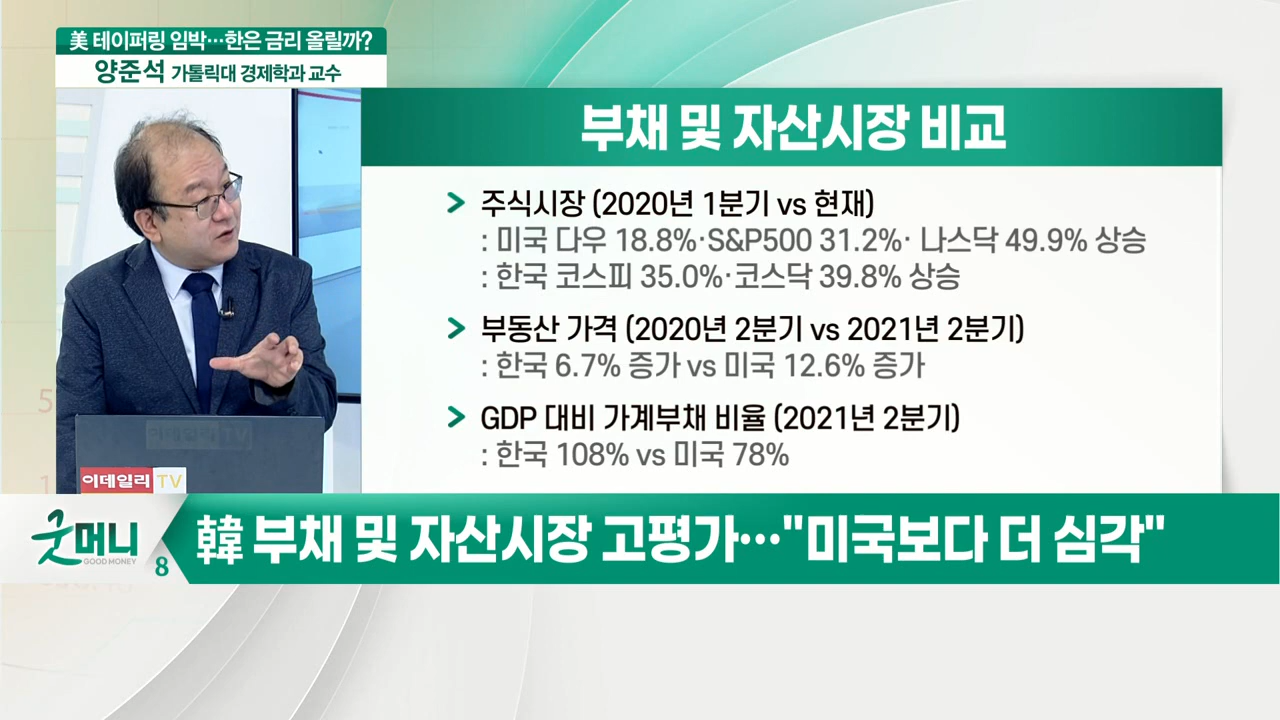 美 테이퍼링 임박…한은 금리 올릴까?
양준석 가톨릭대 경제학과 교수
부채 및 자산시장 비교
주식시장 (2020년 1분기 vs 현재)
: 미국 다우 18.8%·S&P500 31.2%· 나스닥 49.9% 상승
: 한국 코스피 35.0%·코스닥 39.8% 상승
부동산 가격 (2020년 2분기 vs 2021년 2분기)
: 한국 6.7% 증가 vs 미국 12.6% 증가
GDP 대비 가계부채 비율 (2021년 2분기)
: 한국 108% vs 미국 78%
이데일리 TV
이데일리 TV
굿머니
GOOD MONEY
8
韓 부채 및 자산시장 고평가…"미국보다 더 심각"
5
1